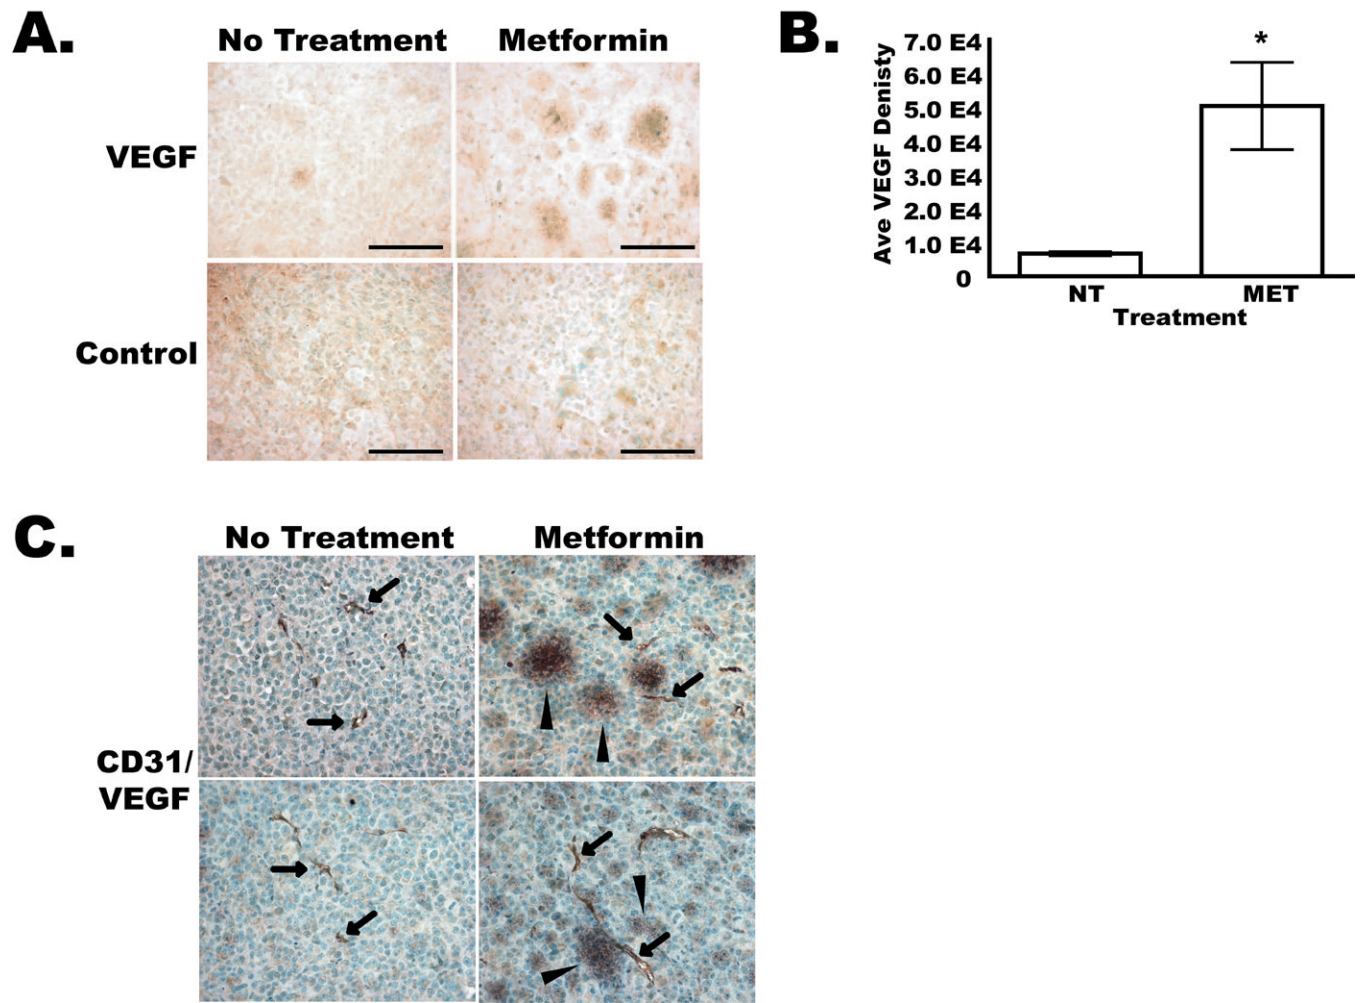 A.
No Treatment
Metformin
VEGF
Control
B.
*
Ave VEGF Denisty
7.0 E4
6.0 E4
5.0 E4
4.0 E4
3.0 E4
2.0 E4
1.0 E4
0
NT
MET
Treatment
C.
No Treatment
Metformin
CD31/
VEGF